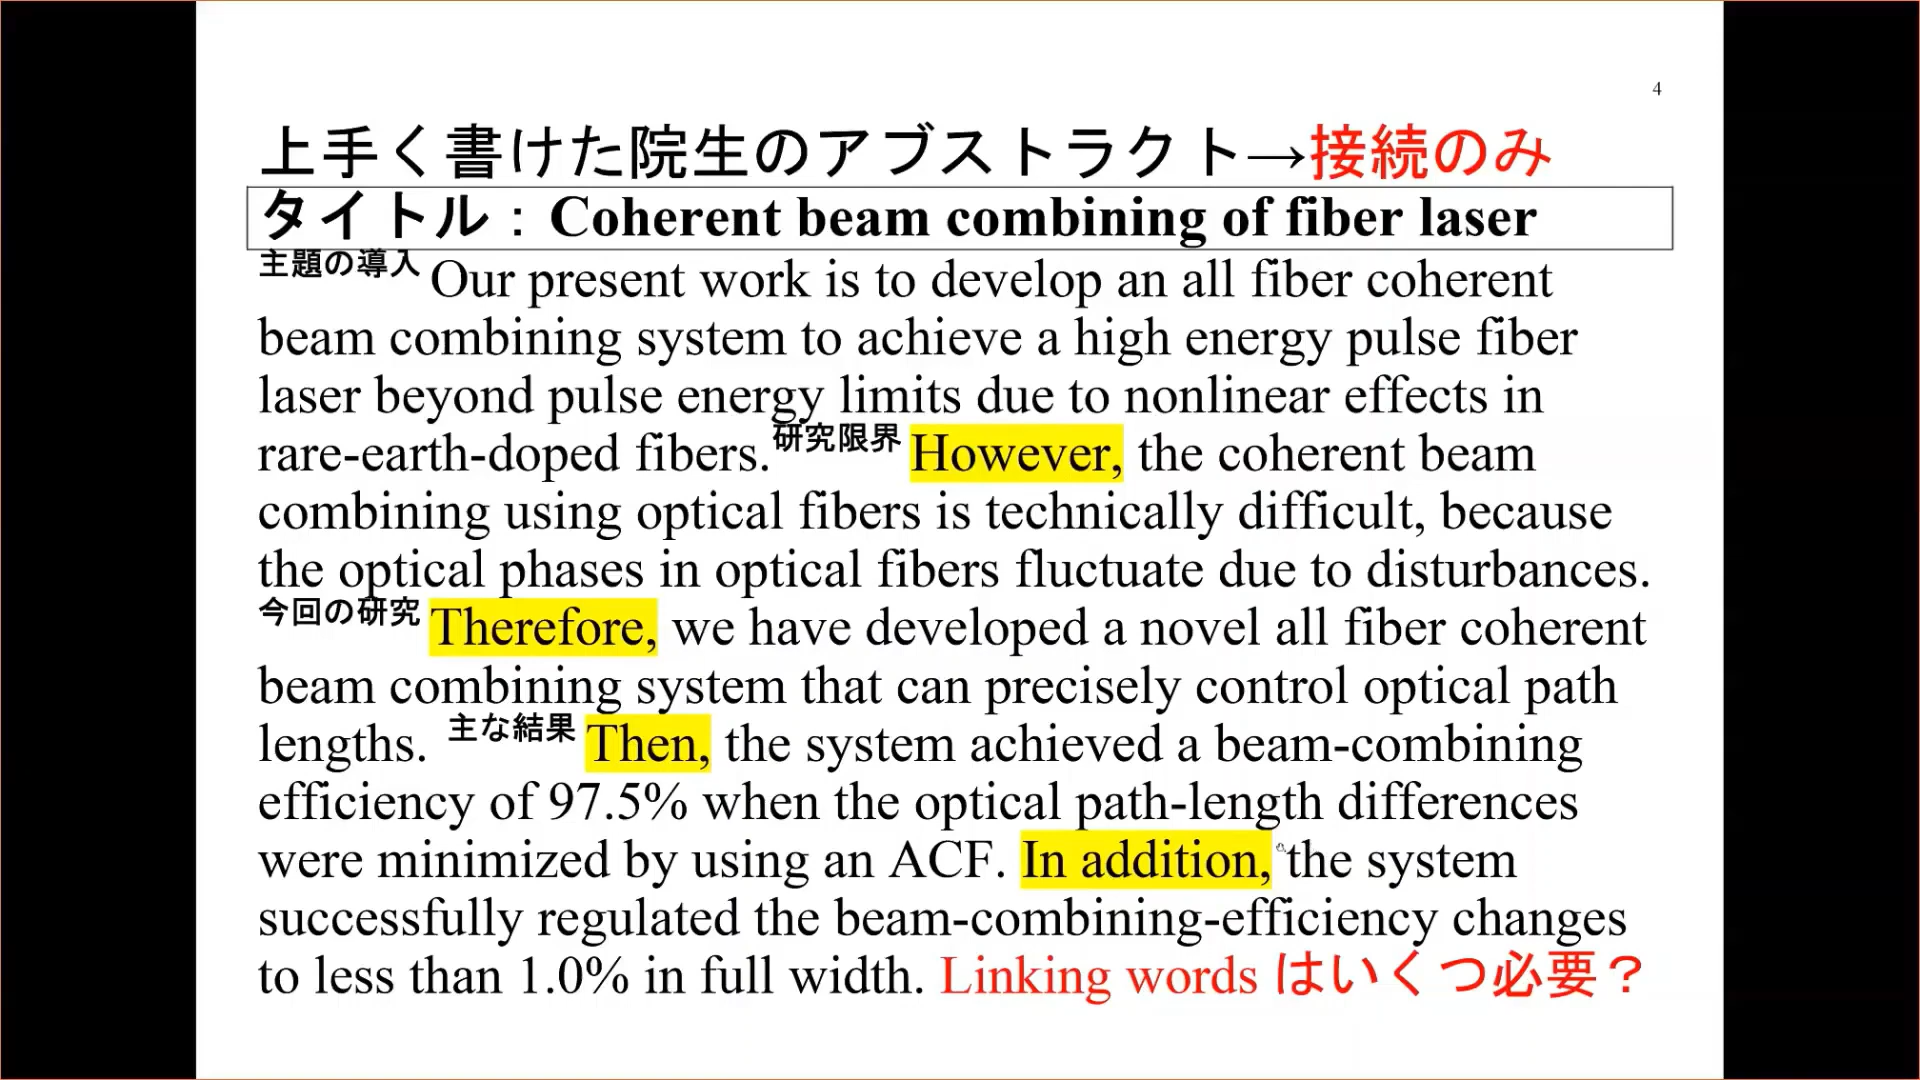 4
上手く書けた院生のアブストラクト→接続のみ
タイトル：Coherent beam combining of fiber laser
主題の導入 Our present work is to develop an all fiber coherent
beam combining system to achieve a high energy pulse fiber
laser beyond pulse energy limits due to nonlinear effects in
rare-earth-doped fibers. 研究限界 However, the coherent beam
combining using optical fibers is technically difficult, because
the optical phases in optical fibers fluctuate due to disturbances.
今回の研究 Therefore, we have developed a novel all fiber coherent
beam combining system that can precisely control optical path
lengths. 主な結果 Then, the system achieved a beam-combining
efficiency of 97.5% when the optical path-length differences
were minimized by using an ACF. In addition, the system
successfully regulated the beam-combining-efficiency changes
to less than 1.0% in full width. Linking words はいくつ必要？